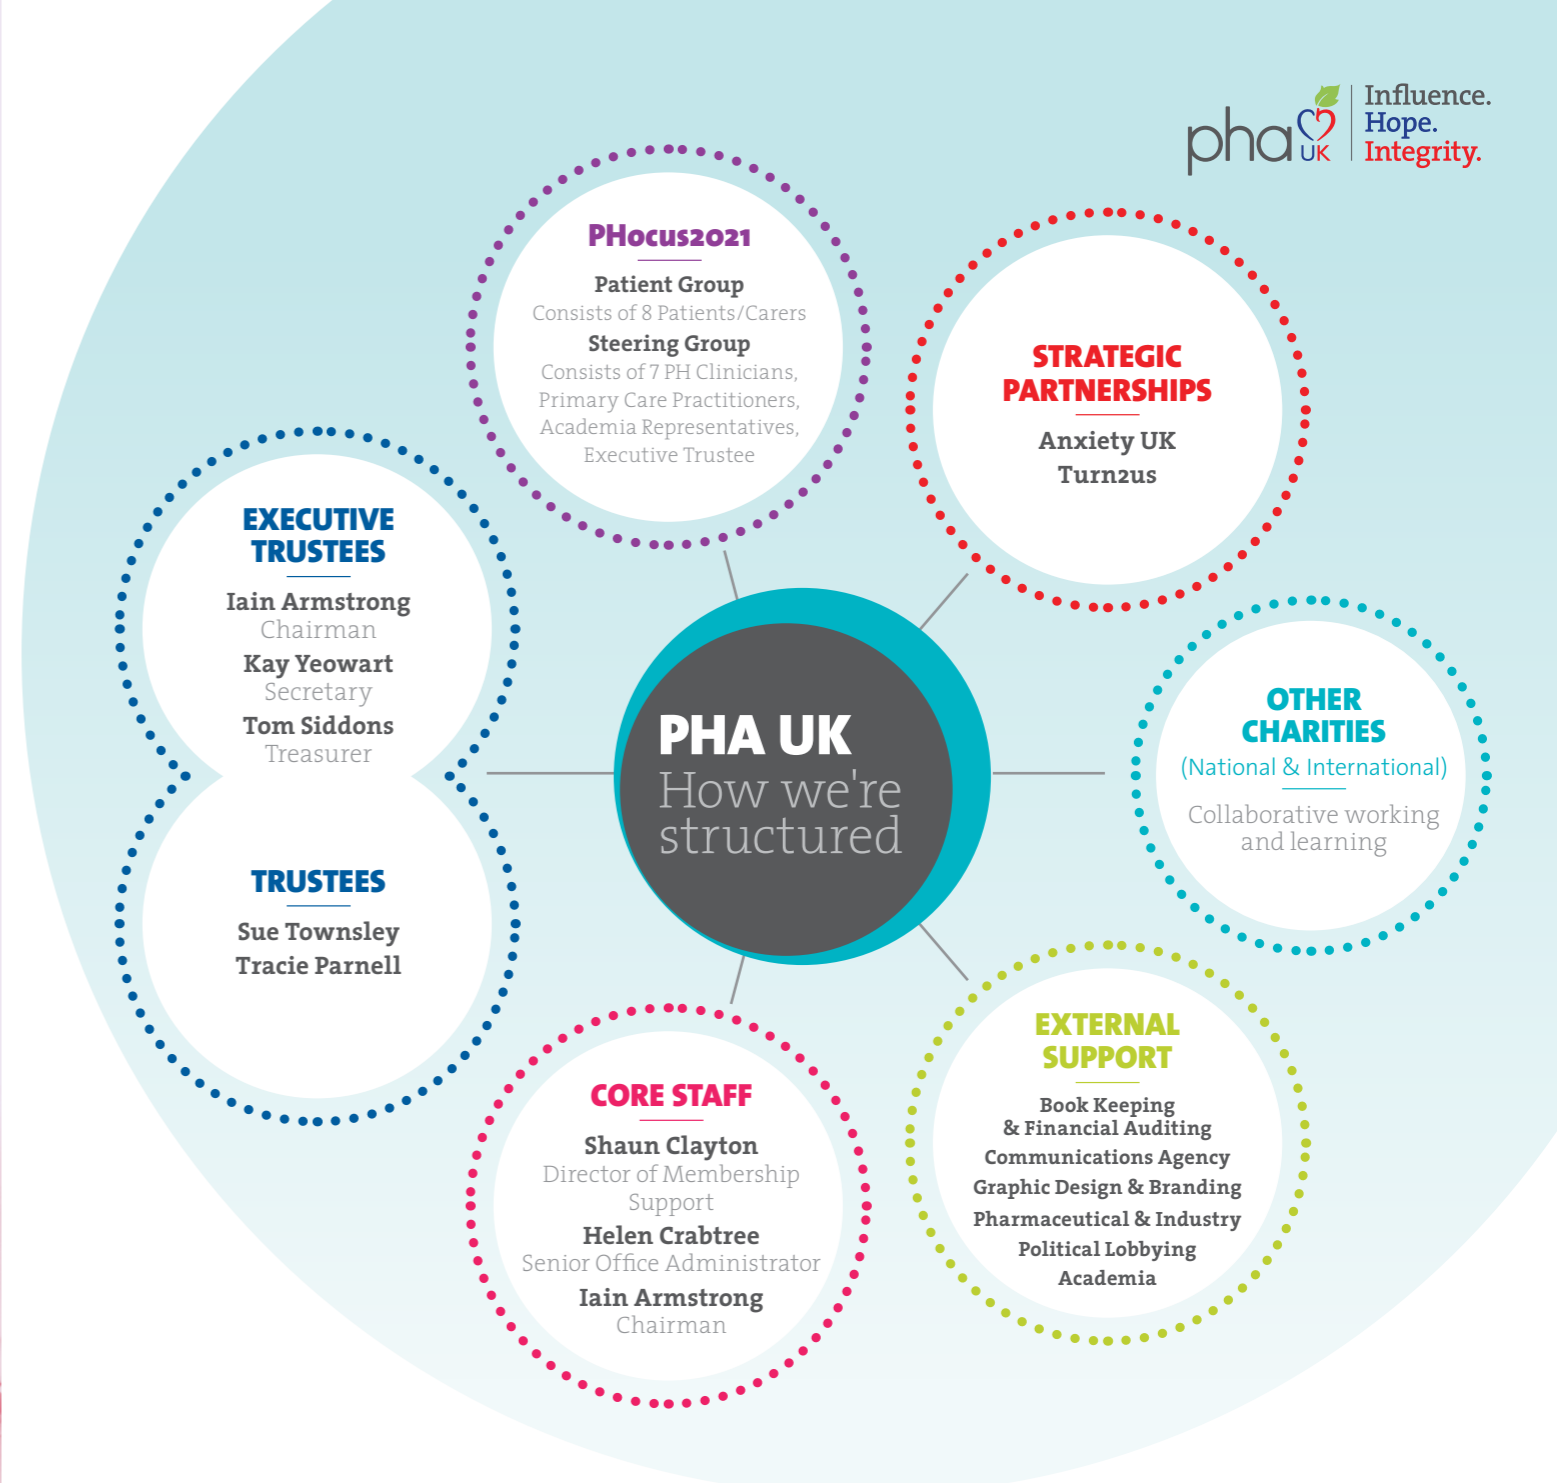 pha UK
Influence.
Hope.
Integrity.
PHocus2021
Patient Group
Consists of 8 Patients/Carers
Steering Group
Consists of 7 PH Clinicians,
Primary Care Practitioners,
Academia Representatives,
Executive Trustee
STRATEGIC
PARTNERSHIPS
Anxiety UK
Turn2us
EXECUTIVE
TRUSTEES
Iain Armstrong
Chairman
Kay Yeowart
Secretary
Tom Siddons
Treasurer
TRUSTEES
Sue Townsley
Tracie Parnell
PHA UK
How we're
structured
OTHER
CHARITIES
(National & International)
Collaborative working
and learning
CORE STAFF
Shaun Clayton
Director of Membership
Support
Helen Crabtree
Senior Office Administrator
Iain Armstrong
Chairman
EXTERNAL
SUPPORT
Book Keeping
& Financial Auditing
Communications Agency
Graphic Design & Branding
Pharmaceutical & Industry
Political Lobbying
Academia